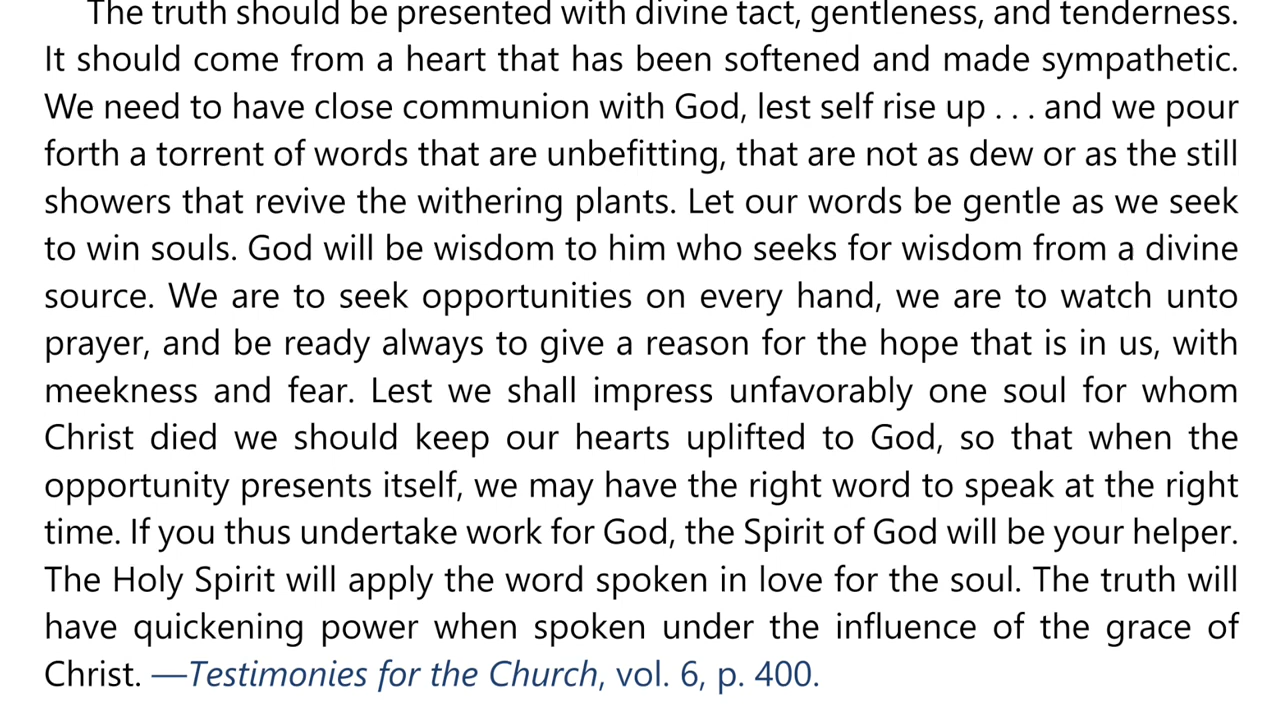 The truth should be presented with divine tact, gentleness, and tenderness.
It should come from a heart that has been softened and made sympathetic.
We need to have close communion with God, lest self rise up . . . and we pour
forth a torrent of words that are unbefitting, that are not as dew or as the still
showers that revive the withering plants. Let our words be gentle as we seek
to win souls. God will be wisdom to him who seeks for wisdom from a divine
source. We are to seek opportunities on every hand, we are to watch unto
prayer, and be ready always to give a reason for the hope that is in us, with
meekness and fear. Lest we shall impress unfavorably one soul for whom
Christ died we should keep our hearts uplifted to God, so that when the
opportunity presents itself, we may have the right word to speak at the right
time. If you thus undertake work for God, the Spirit of God will be your helper.
The Holy Spirit will apply the word spoken in love for the soul. The truth will
have quickening power when spoken under the influence of the grace of
Christ. —Testimonies for the Church, vol. 6, p. 400.